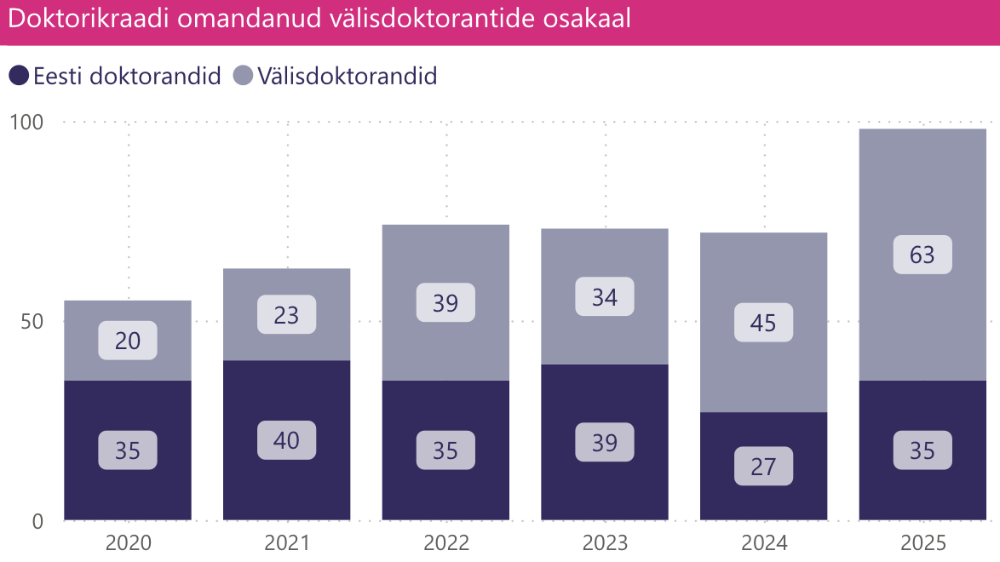 Doktorikraadi omandanud välisdoktorantide osakaal
Eesti doktorandid Välisdoktorandid
100
50
0
20 23 39 34 45 63
35 40 35 39 27 35
2020 2021 2022 2023 2024 2025